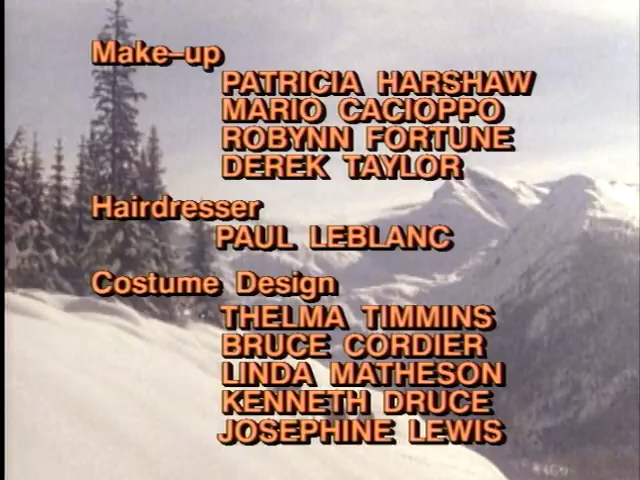 Make-up
PATRICIA HARSHAW
MARIO CACIOPPO
ROBYNN FORTUNE
DEREK TAYLOR
Hairdresser
PAUL LEBLANC
Costume Design
THELMA TIMMINS
BRUCE CORDIER
LINDA MATHESON
KENNETH DRUCE
JOSEPHINE LEWIS